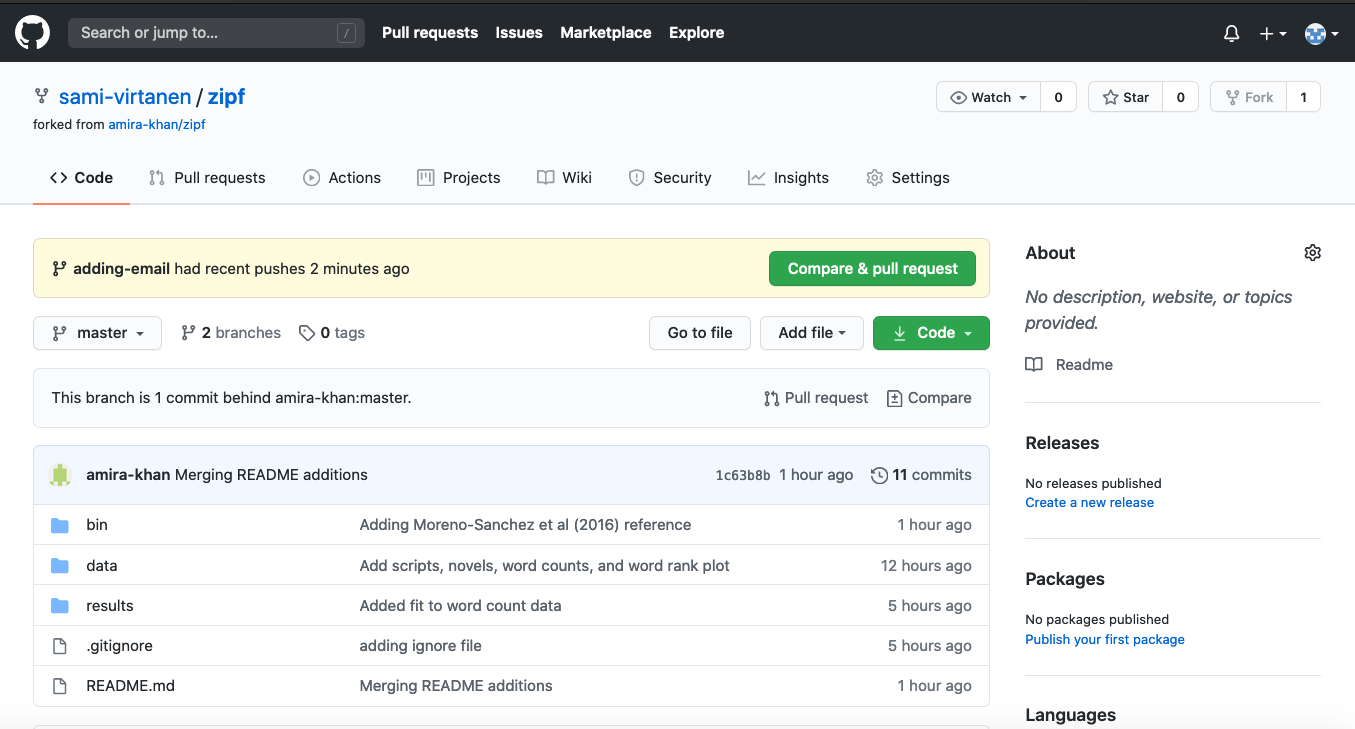 Search or jump to... /
Pull requests Issues Marketplace Explore
sami-virtanen / zipf
forked from amira-khan/zipf
Watch 0 Star 0 Fork 1
Code Pull requests Actions Projects Wiki Security Insights Settings
adding-email had recent pushes 2 minutes ago Compare & pull request
master 2 branches 0 tags Go to file Add file Code
This branch is 1 commit behind amira-khan:master. Pull request Compare
amira-khan Merging README additions 1c63b8b 1 hour ago 11 commits
bin Adding Moreno-Sanchez et al (2016) reference 1 hour ago
data Add scripts, novels, word counts, and word rank plot 12 hours ago
results Added fit to word count data 5 hours ago
.gitignore adding ignore file 5 hours ago
README.md Merging README additions 1 hour ago
About
No description, website, or topics
provided.
Readme
Releases
No releases published
Create a new release
Packages
No packages published
Publish your first package
Languages